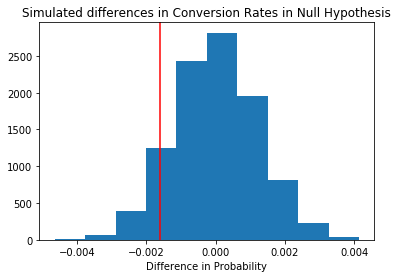 Simulated differences in Conversion Rates in Null Hypothesis
2500
2000
1500
1000
500
0
−0.004 −0.002 0.000 0.002 0.004
Difference in Probability